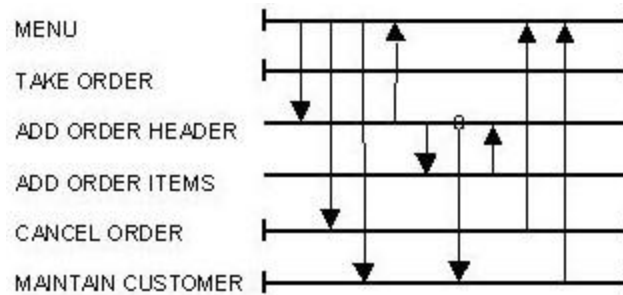 MENU
TAKE ORDER
ADD ORDER HEADER
ADD ORDER ITEMS
CANCEL ORDER
MAINTAIN CUSTOMER